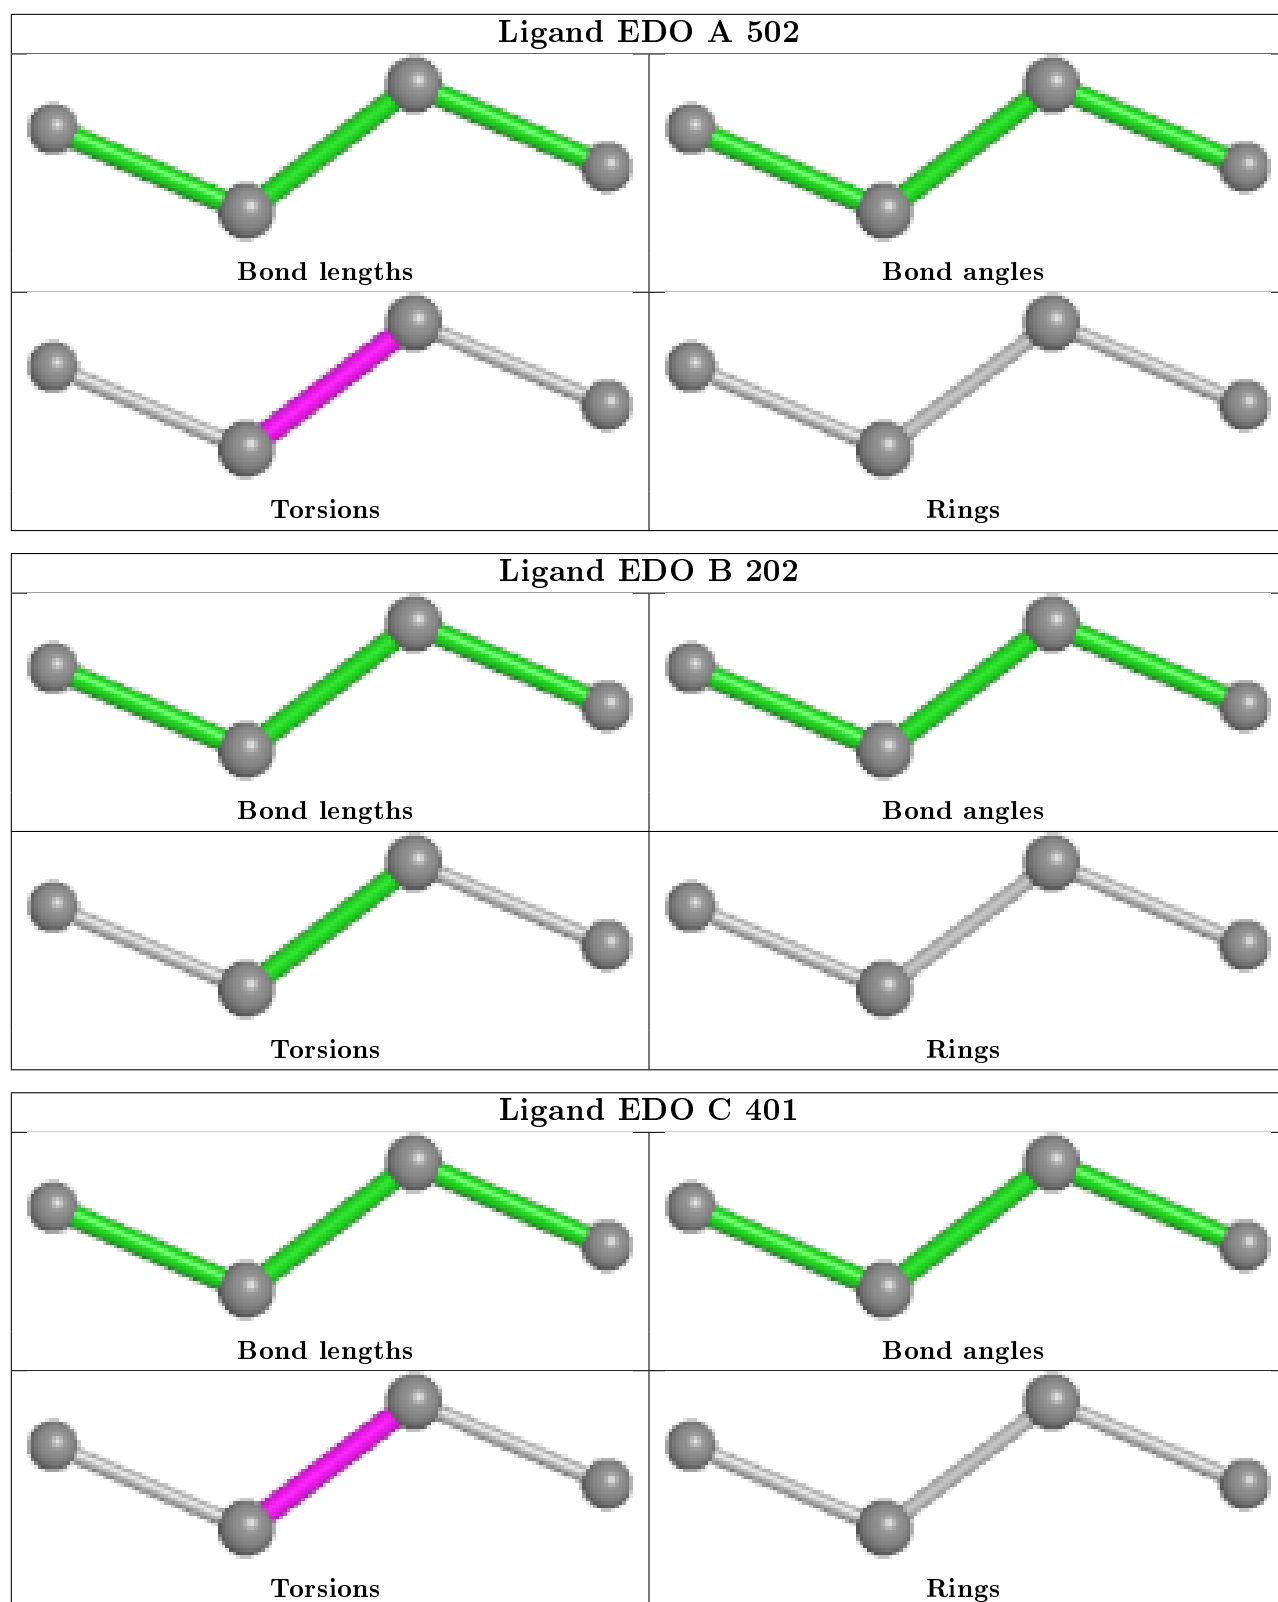 Ligand EDO A 502
Bond lengths
Bond angles
Torsions
Rings
Ligand EDO B 202
Bond lengths
Bond angles
Torsions
Rings
Ligand EDO C 401
Bond lengths
Bond angles
Torsions
Rings